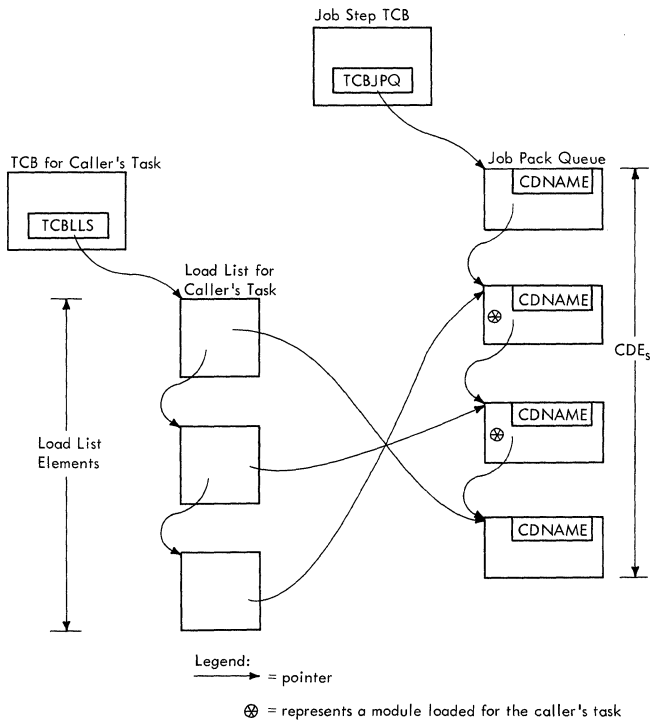 Job Step TCB
TCBJPQ
TCB for Caller's Task
TCBLLS
Job Pack Queue
CDNAME
Load List for
Caller's Task
CDNAME
CDEs
CDNAME
Load List
Elements
CDNAME
Legend:
= pointer
= represents a module loaded for the caller's task